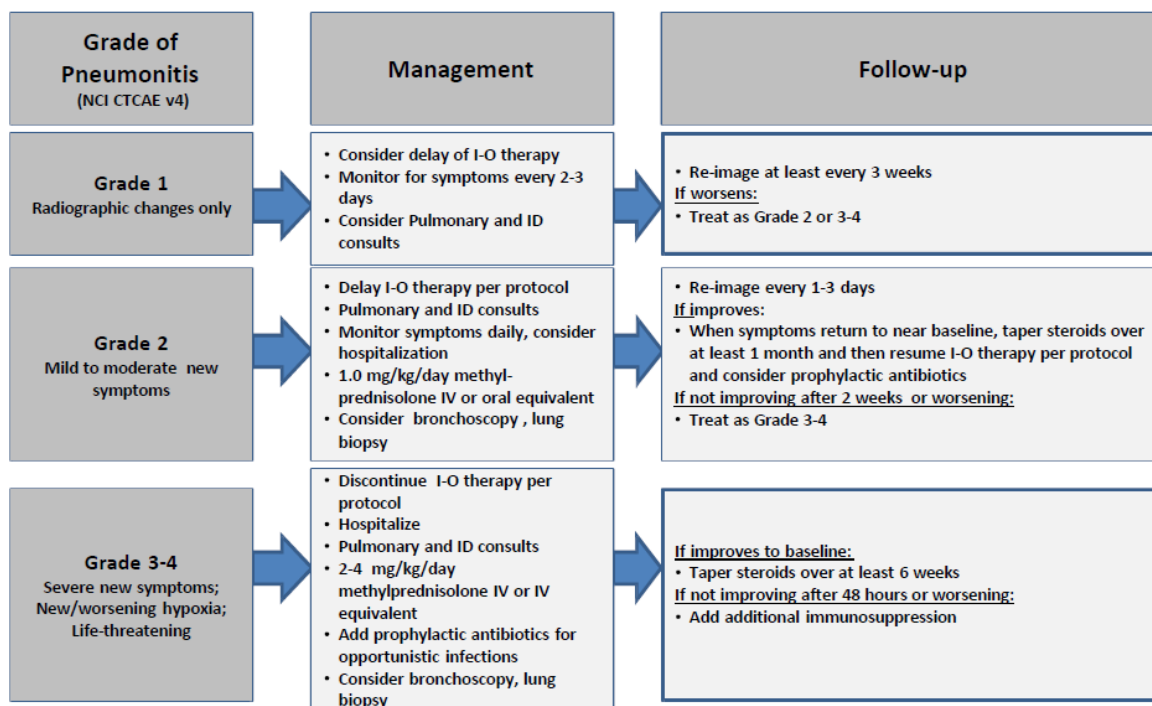 Grade of
Pneumonitis
(NCI CTCAE v4)
Management
Follow-up
Grade 1
Radiographic changes only
• Consider delay of I-O therapy
• Monitor for symptoms every 2-3
days
• Consider Pulmonary and ID
consults
• Re-image at least every 3 weeks
If worsens:
• Treat as Grade 2 or 3-4
Grade 2
Mild to moderate new
symptoms
• Delay I-O therapy per protocol
• Pulmonary and ID consults
• Monitor symptoms daily, consider
hospitalization
• 1.0 mg/kg/day methyl-
prednisolone IV or oral equivalent
• Consider bronchoscopy , lung
biopsy
• Re-image every 1-3 days
If improves:
• When symptoms return to near baseline, taper steroids over
at least 1 month and then resume I-O therapy per protocol
and consider prophylactic antibiotics
If not improving after 2 weeks or worsening:
• Treat as Grade 3-4
Grade 3-4
Severe new symptoms;
New/worsening hypoxia;
Life-threatening
• Discontinue I-O therapy per
protocol
• Hospitalize
• Pulmonary and ID consults
• 2-4 mg/kg/day
methylprednisolone IV or IV
equivalent
• Add prophylactic antibiotics for
opportunistic infections
• Consider bronchoscopy, lung
biopsy
If improves to baseline:
• Taper steroids over at least 6 weeks
If not improving after 48 hours or worsening:
• Add additional immunosuppression